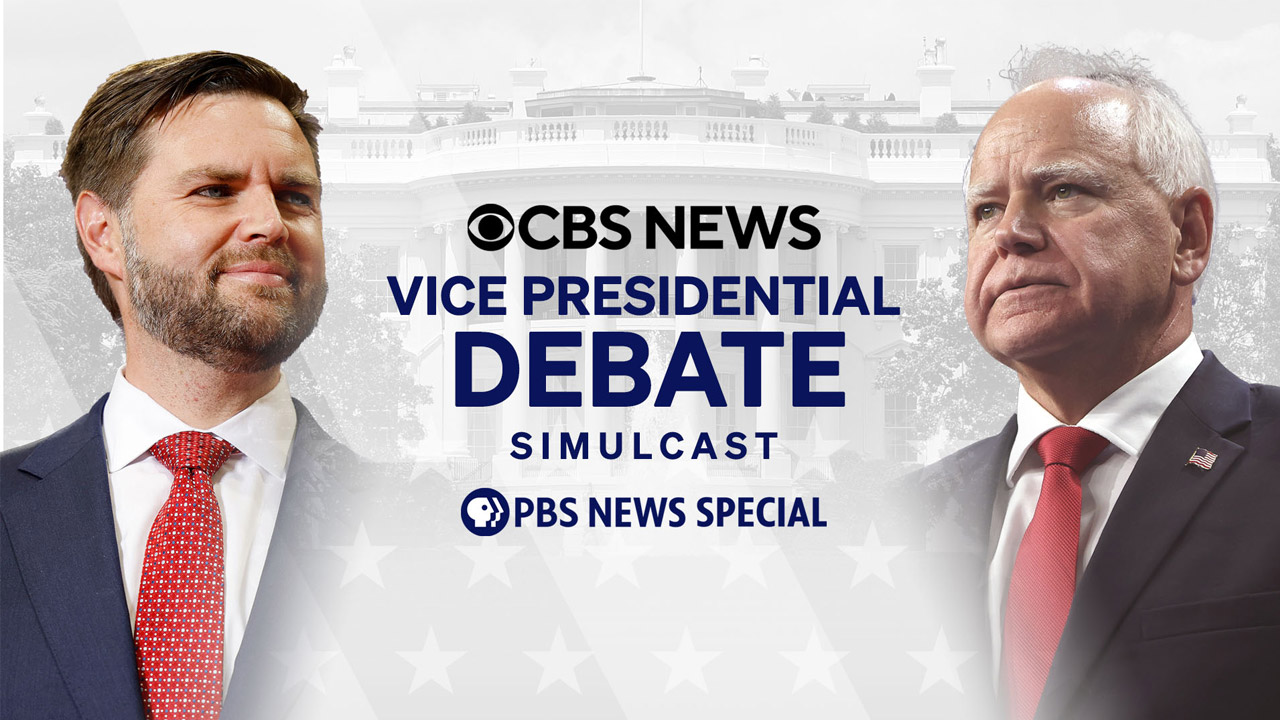 CBS NEWS
VICE PRESIDENTIAL
DEBATE
SIMULCAST
PBS NEWS SPECIAL